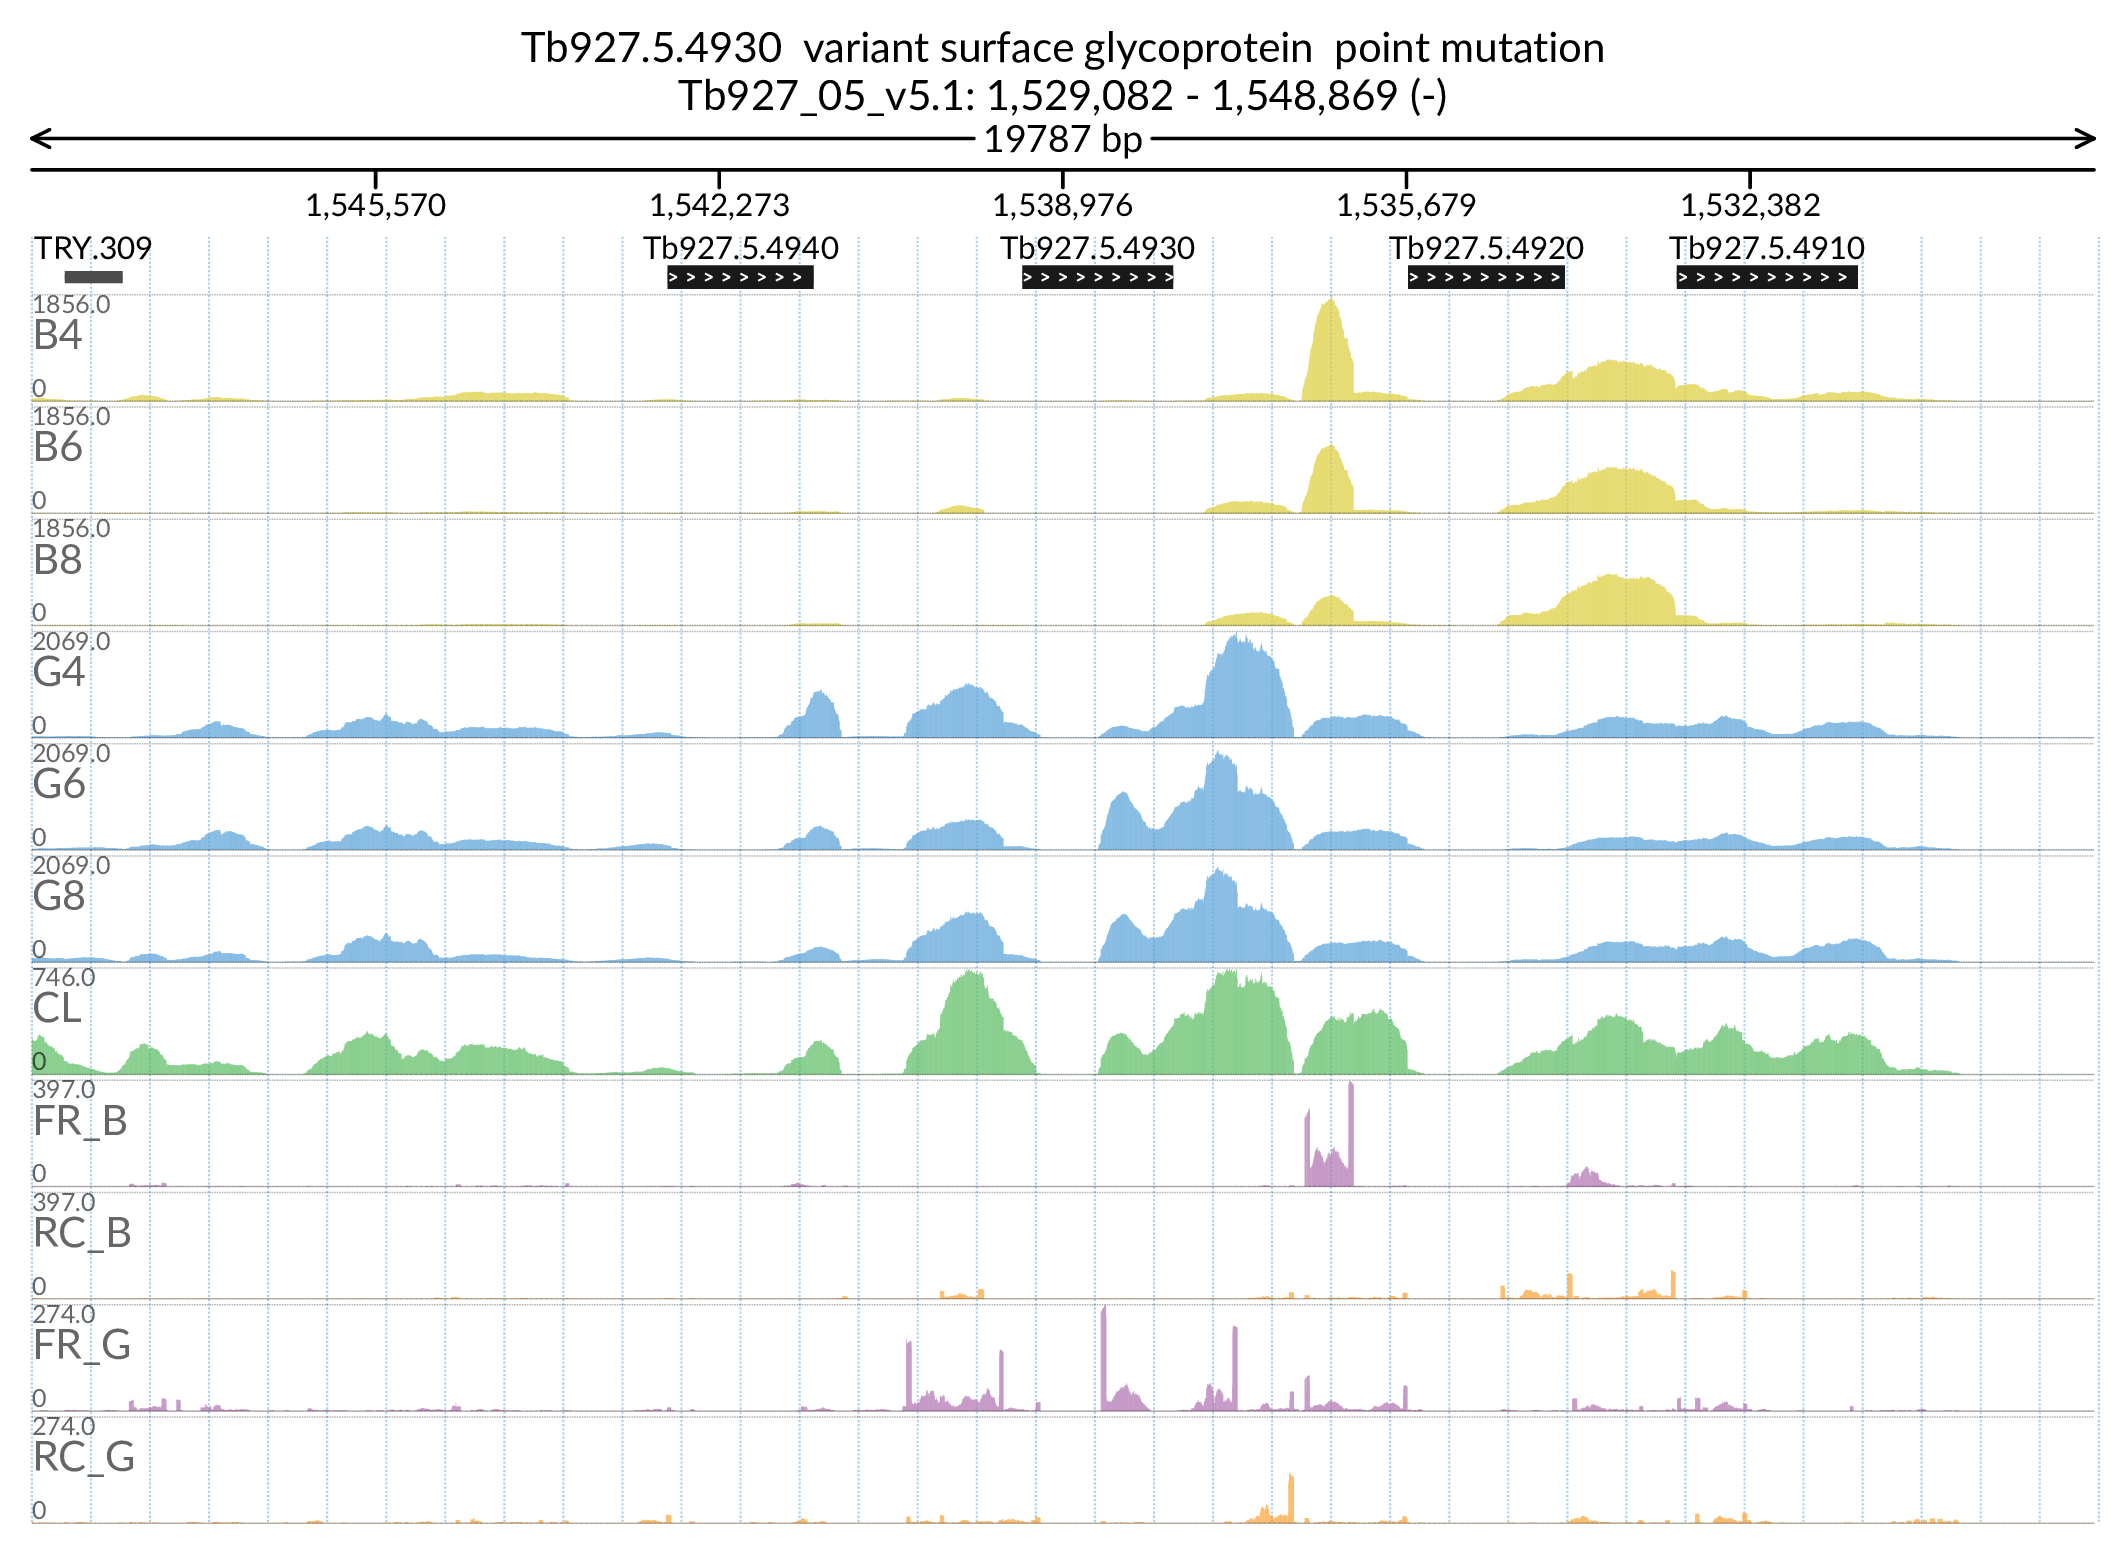 Tb927.5.4930 variant surface glycoprotein point mutation
Tb927_05_v5.1: 1,529,082 - 1,548,869 (-)
19787 bp
1,545,570 1,542,273 1,538,976 1,535,679 1,532,382
TRY.309 Tb927.5.4940 Tb927.5.4930 Tb927.5.4920 Tb927.5.4910
1856.0
B4
0
1856.0
B6
0
1856.0
B8
0
2069.0
G4
0
2069.0
G6
0
2069.0
G8
0
746.0
CL
0
397.0
FR_B
0
397.0
RC_B
0
274.0
FR_G
0
274.0
RC_G
0